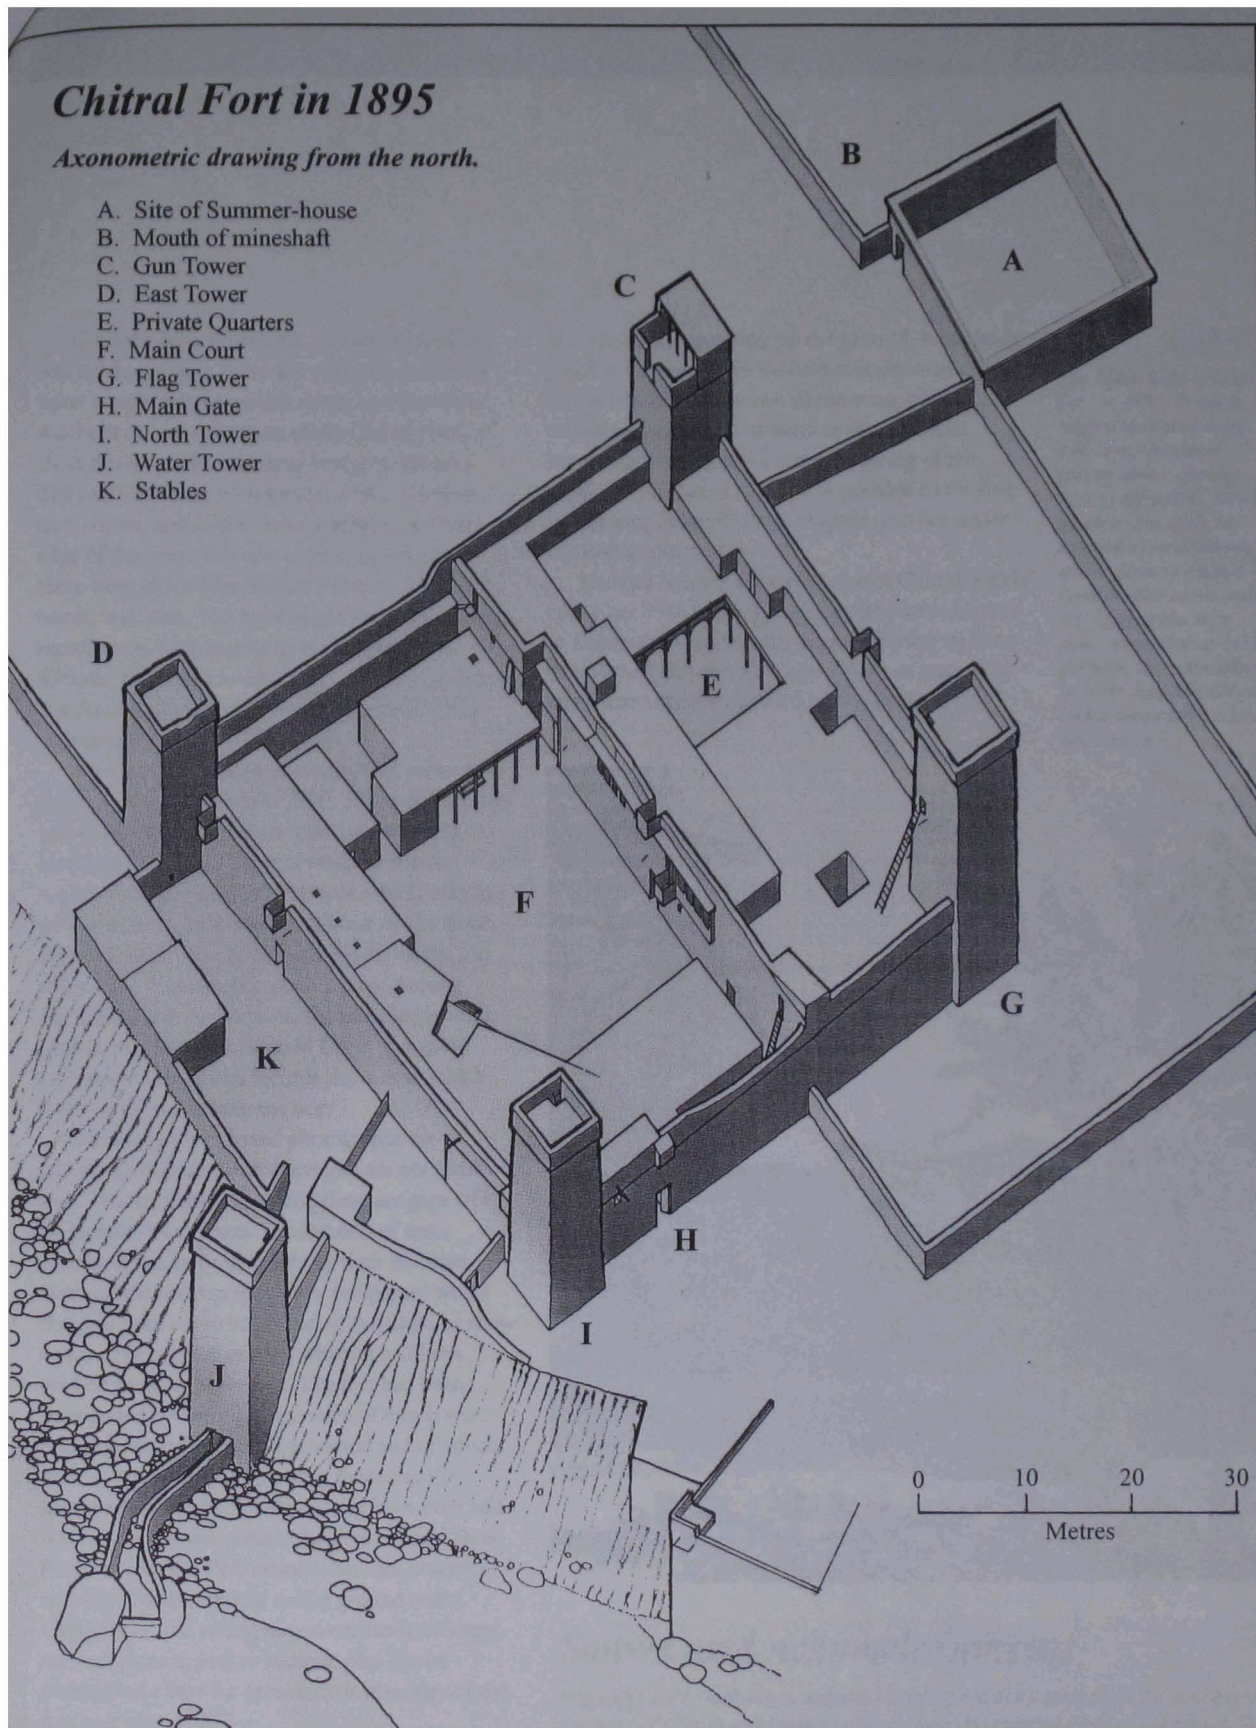 Chitral Fort in 1895
Axonometric drawing from the north.
A. Site of Summer-house
B. Mouth of mineshaft
C. Gun Tower
D. East Tower
E. Private Quarters
F. Main Court
G. Flag Tower
H. Main Gate
I. North Tower
J. Water Tower
K. Stables
B
A
C
D
E
F
G
K
H
I
J
0 10 20 30
Metres